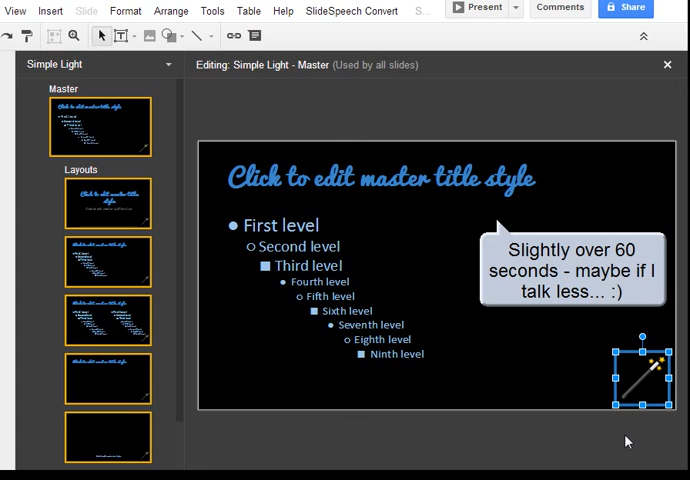 View Insert Slide Format Arrange Tools Table Help SlideSpeech Convert S...
Present Comments Share
Simple Light
Editing: Simple Light - Master (Used by all slides)
Master
Layouts
Click to edit master title style
First level
Second level
Third level
Fourth level
Fifth level
Sixth level
Seventh level
Eighth level
Ninth level
Slightly over 60
seconds - maybe if I
talk less... :)